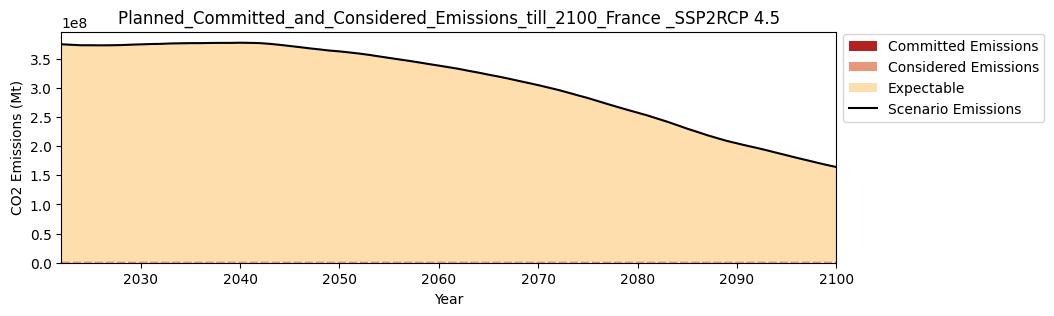 Planned_Committed_and_Considered_Emissions_till_2100_France _SSP2RCP 4.5
1e8
3.5
3.0
2.5
2.0
1.5
1.0
0.5
0.0
CO2 Emissions (Mt)
2030 2040 2050 2060 2070 2080 2090 2100
Year
Committed Emissions
Considered Emissions
Expectable
Scenario Emissions